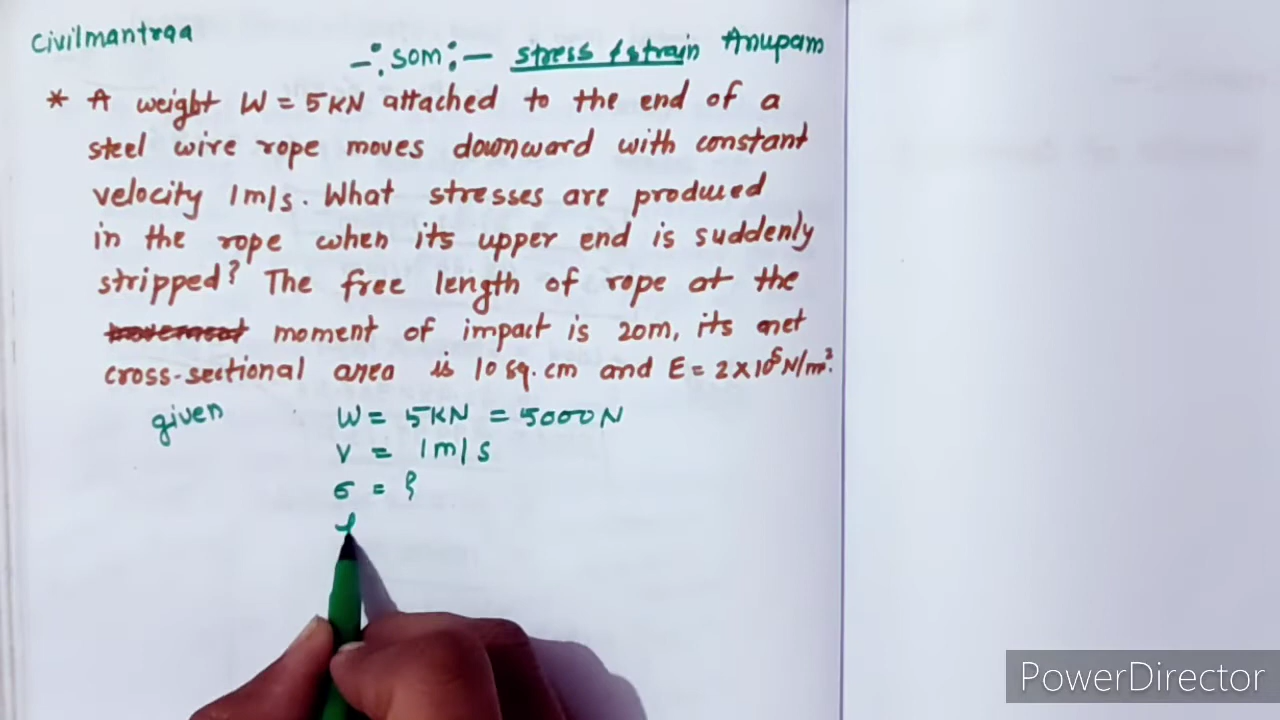 Civilmantraa
-:SOM:- stress & strain Anupam
* A weight W = 5KN attached to the end of a
steel wire rope moves downward with constant
velocity 1m/s. What stresses are produced
in the rope when its upper end is suddenly
stripped? The free length of rope at the
moment of impact is 20m, its net
cross-sectional area is 10 sq. cm and E = 2×10⁵N/m².
given W = 5KN = 5000N
V = 1m/s
σ = ?
PowerDirector